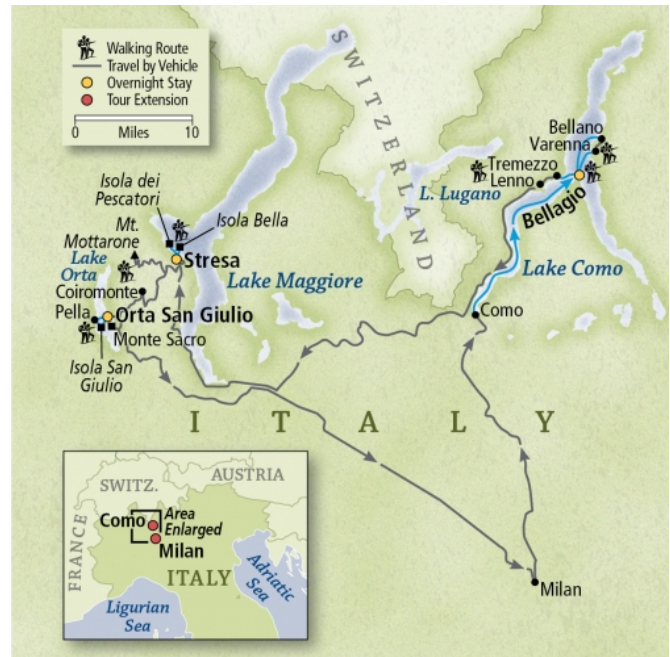 Walking Route
Travel by Vehicle
Overnight Stay
Tour Extension
0 10
Miles
SWITZERLAND
Bellano
Varenna
Tremezzo
Lenno
L. Lugano
Bellagio
Lake Como
Como
Isola dei
Pescatori
Isola Bella
Mt.
Mottarone
Stresa
Lake
Orta
Lake Maggiore
Coiromonte
Pella
Orta San Giulio
Monte Sacro
Isola San
Giulio
ITALY
Milan
SWITZ.
AUSTRIA
FRANCE
Como
Area
Enlarged
Milan
ITALY
Adriatic
Sea
Ligurian
Sea